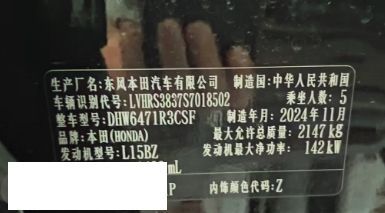 生产厂名:东风本田汽车有限公司 制造国:中华人民共和国
车辆识别代号:LVHRS3837S7018502 乘坐人数:5
整车型号:DHW6471R3CSF 制造年月:2024年11月
品牌:本田(HONDA) 最大允许总质量:2147kg
发动机型号:L15BZ 发动机最大净功率:142kW
mL
P 内饰颜色代码:Z